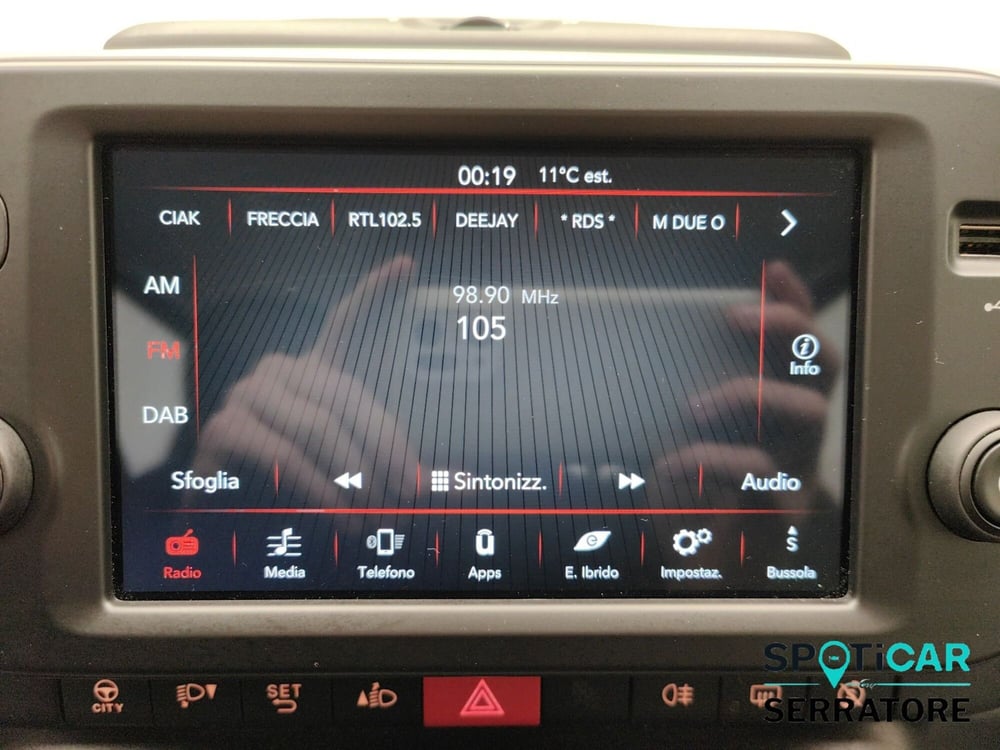 00:19 11°C est.
CIAK FRECCIA RTL102.5 DEEJAY * RDS * M DUE O
AM
98.90 MHz
105
FM
Info
DAB
Sfoglia Sintonizz. Audio
S
Radio Media Telefono Apps E. Ibrido Impostaz. Bussola
SET
CITY
SPOTiCAR
SERRATORE